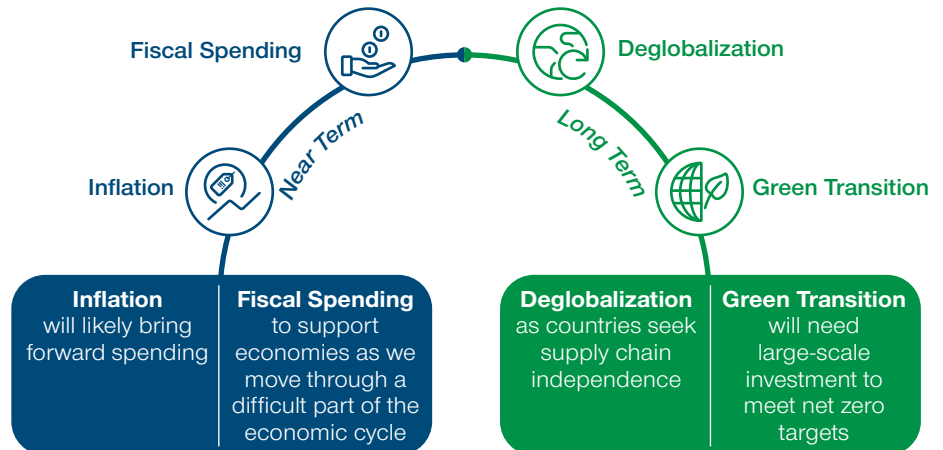 Fiscal Spending
Deglobalization
Near Term
Long Term
Inflation
Green Transition
Inflation
will likely bring
forward spending
Fiscal Spending
to support
economies as we
move through a
difficult part of the
economic cycle
Deglobalization
as countries seek
supply chain
independence
Green Transition
will need
large-scale
investment to
meet net zero
targets